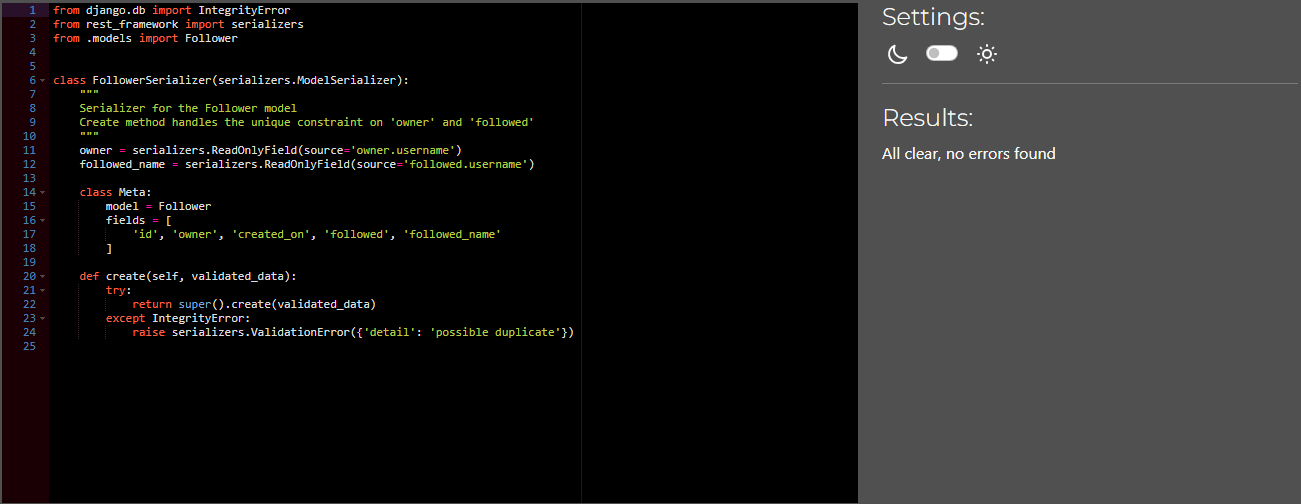 1 from django.db import IntegrityError
2 from rest_framework import serializers
3 from .models import Follower
4
5
6 class FollowerSerializer(serializers.ModelSerializer):
7     """
8     Serializer for the Follower model
9     Create method handles the unique constraint on 'owner' and 'followed'
10     """
11     owner = serializers.ReadOnlyField(source='owner.username')
12     followed_name = serializers.ReadOnlyField(source='followed.username')
13
14     class Meta:
15         model = Follower
16         fields = [
17             'id', 'owner', 'created_on', 'followed', 'followed_name'
18         ]
19
20     def create(self, validated_data):
21         try:
22             return super().create(validated_data)
23         except IntegrityError:
24             raise serializers.ValidationError({'detail': 'possible duplicate'})
25
Settings:
Results:
All clear, no errors found